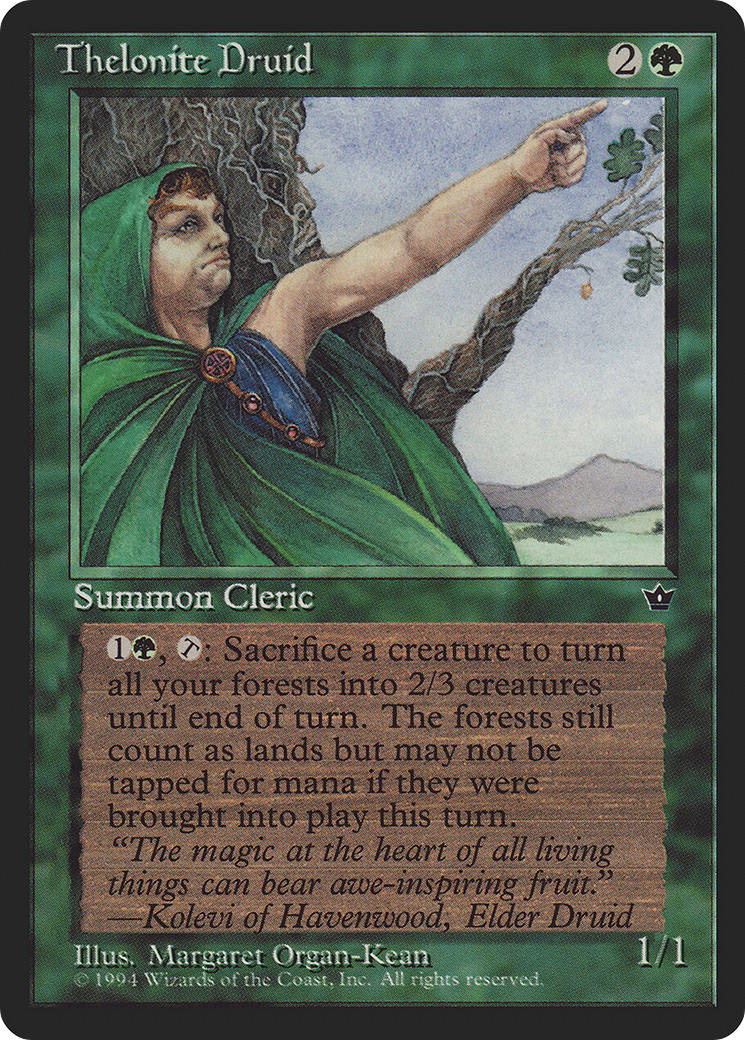 Thelonite Druid 2
Summon Cleric
1, T: Sacrifice a creature to turn
all your forests into 2/3 creatures
until end of turn. The forests still
count as lands but may not be
tapped for mana if they were
brought into play this turn.
“The magic at the heart of all living
things can bear awe-inspiring fruit.”
—Kolevi of Havenwood, Elder Druid
Illus. Margaret Organ-Kean 1/1
© 1994 Wizards of the Coast, Inc. All rights reserved.